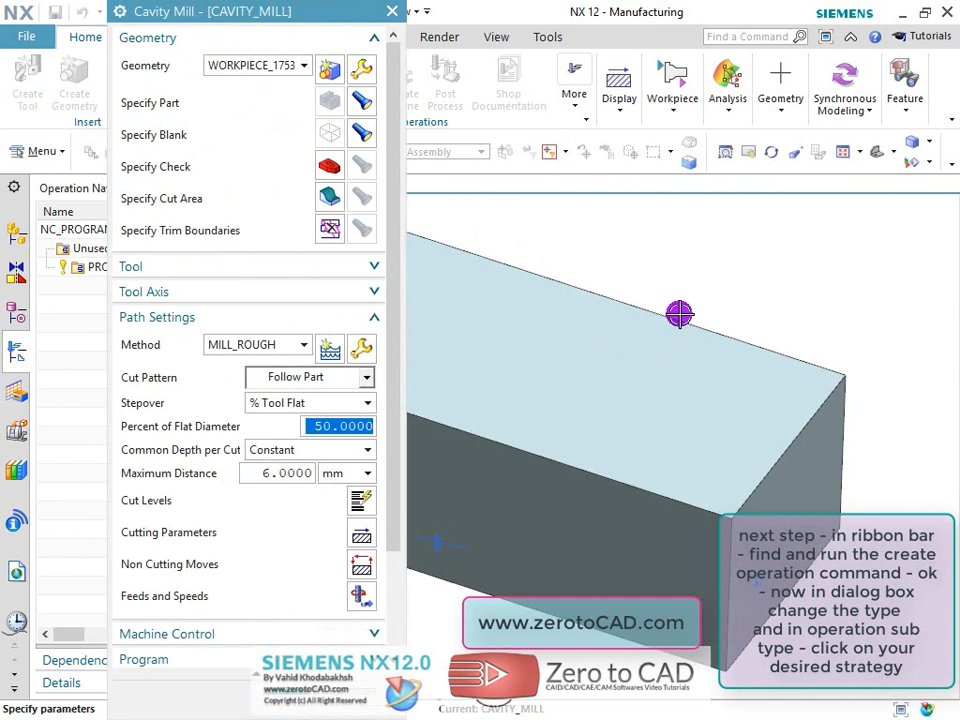 NX
Cavity Mill - [CAVITY_MILL]
NX 12 - Manufacturing
SIEMENS
File
Home
Render
View
Tools
Find a Command
Tutorials
Create
Tool
Create
Geometry
Insert
Post
Process
Shop
Documentation
More
Display
Workpiece
Analysis
Geometry
Synchronous
Modeling
Feature
Menu
Assembly
Geometry
Geometry
WORKPIECE_1753
Specify Part
Specify Blank
Specify Check
Specify Cut Area
Specify Trim Boundaries
Tool
Tool Axis
Path Settings
Method
MILL_ROUGH
Cut Pattern
Follow Part
Stepover
% Tool Flat
Percent of Flat Diameter
50.0000
Common Depth per Cut
Constant
Maximum Distance
6.0000
mm
Cut Levels
Cutting Parameters
Non Cutting Moves
Feeds and Speeds
Machine Control
Program
Operation Na
Name
NC_PROGRAM
Unused
PRO
Dependenc
Details
Specify parameters
next step - in ribbon bar
- find and run the create
operation command - ok
- now in dialog box
change the type
and in operation sub
type - click on your
desired strategy
www.zerotoCAD.com
SIEMENS NX12.0
By Vahid Khodabakhsh
www.zerotoCAD.com
Copyright (c) All Rights Reserved
Zero to CAD
CAD/CAD/CAE/CAM Softwares Video Tutorials
Current: CAVITY_MILL